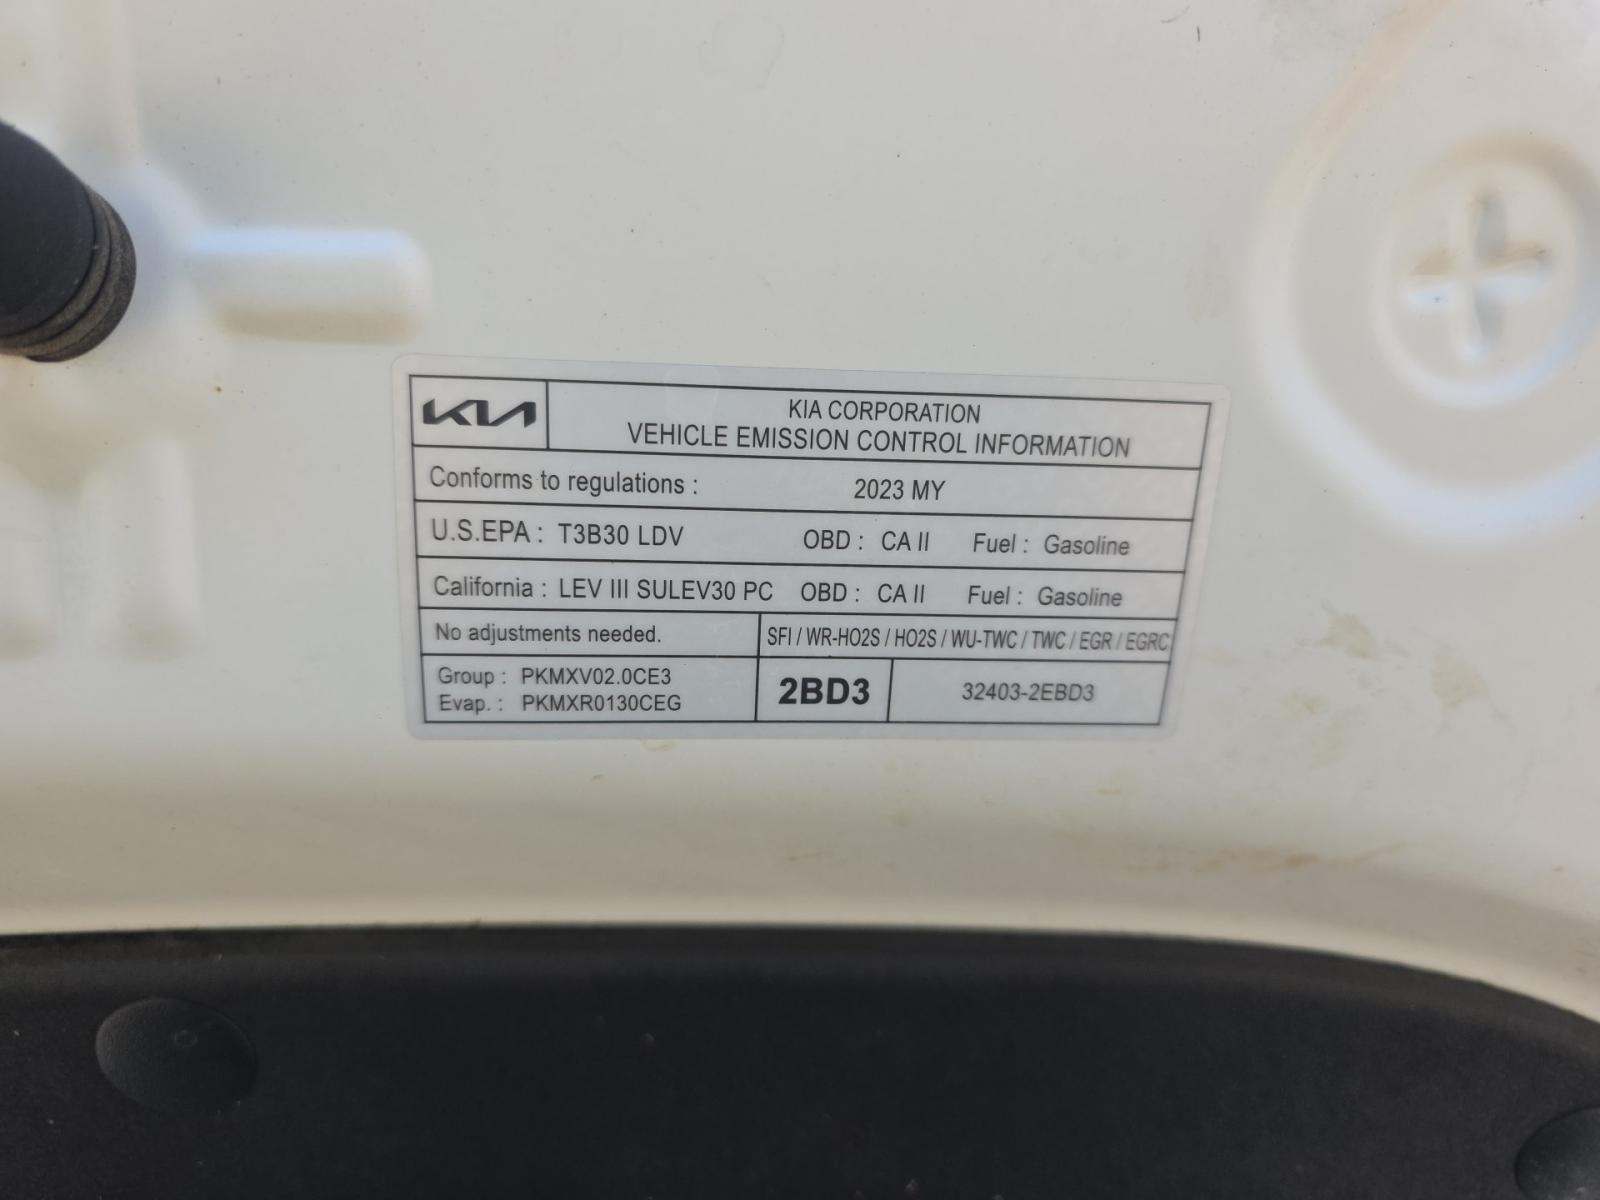 KIA
KIA CORPORATION
VEHICLE EMISSION CONTROL INFORMATION
Conforms to regulations : 2023 MY
U.S.EPA : T3B30 LDV OBD : CA II Fuel : Gasoline
California : LEV III SULEV30 PC OBD : CA II Fuel : Gasoline
No adjustments needed. SFI / WR-HO2S / HO2S / WU-TWC / TWC / EGR / EGRC
Group : PKMXV02.0CE3
Evap. : PKMXR0130CEG
2BD3 32403-2EBD3